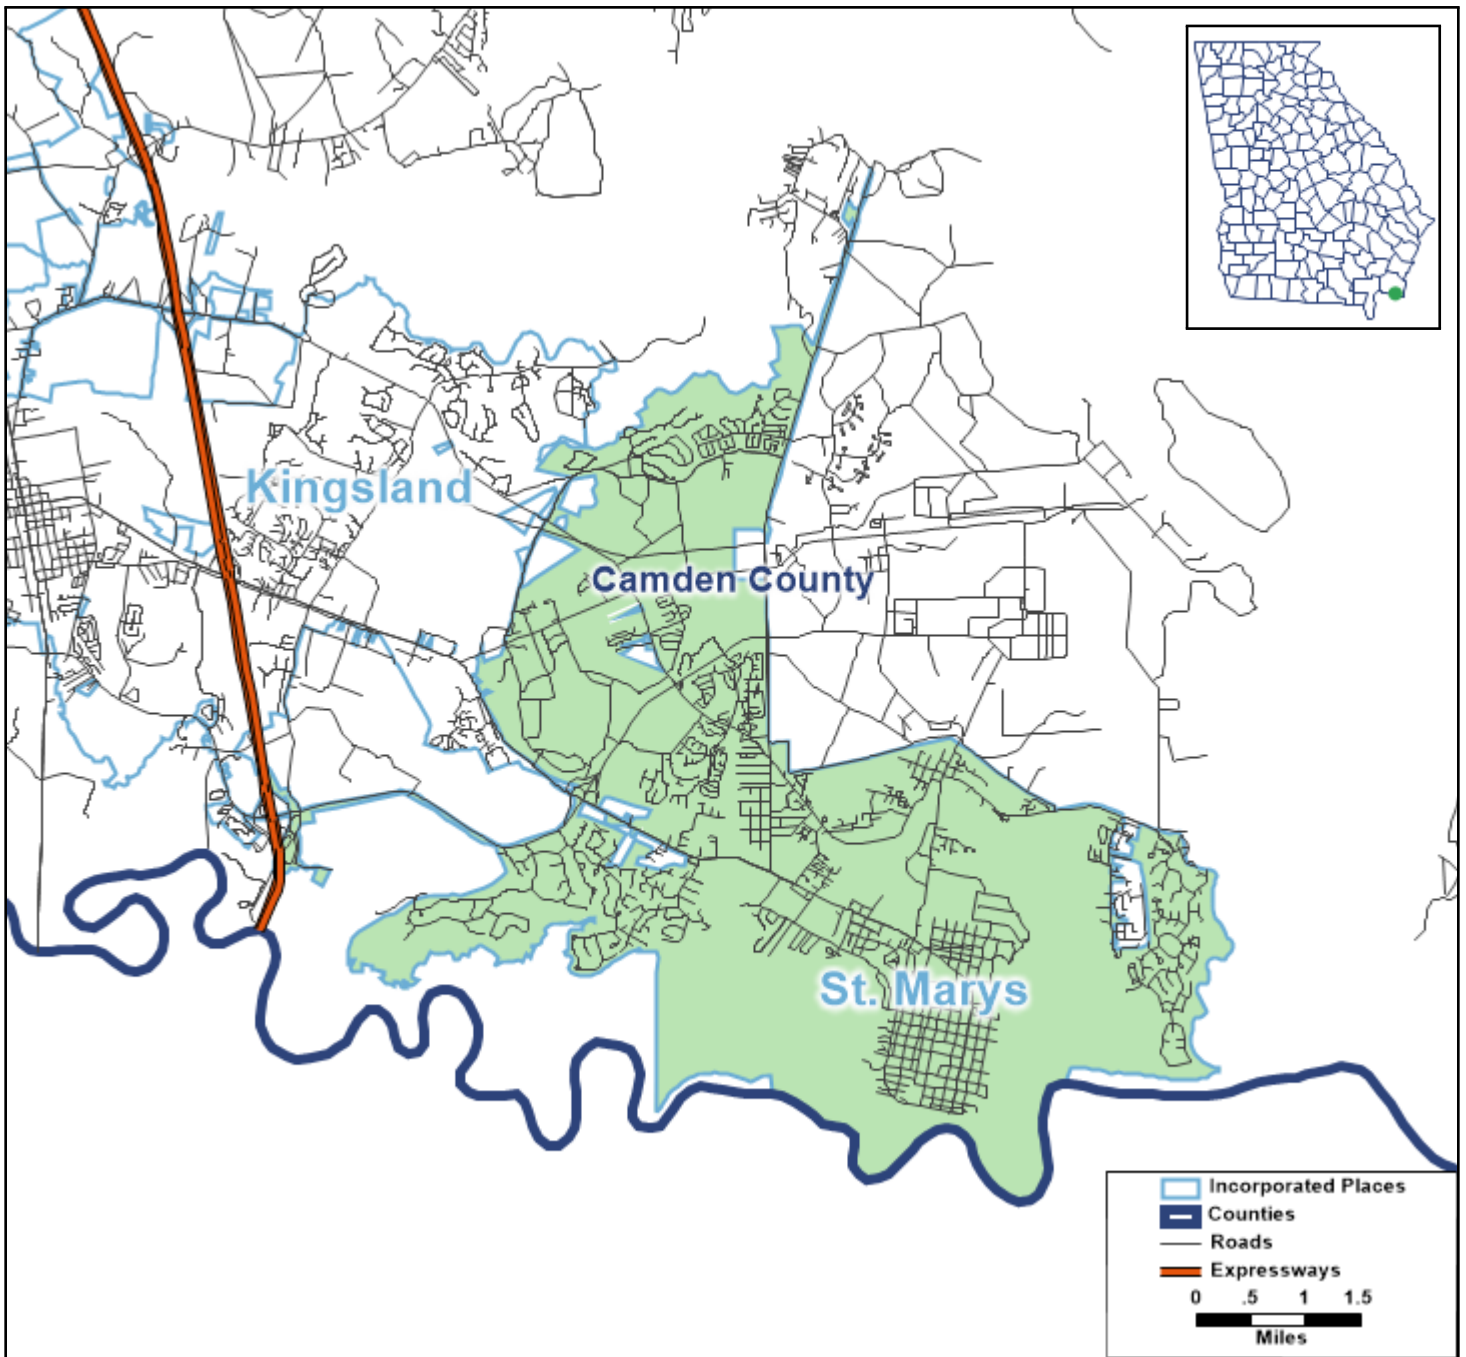 Kingsland
Camden County
St. Marys
Incorporated Places
Counties
Roads
Expressways
0 .5 1 1.5
Miles